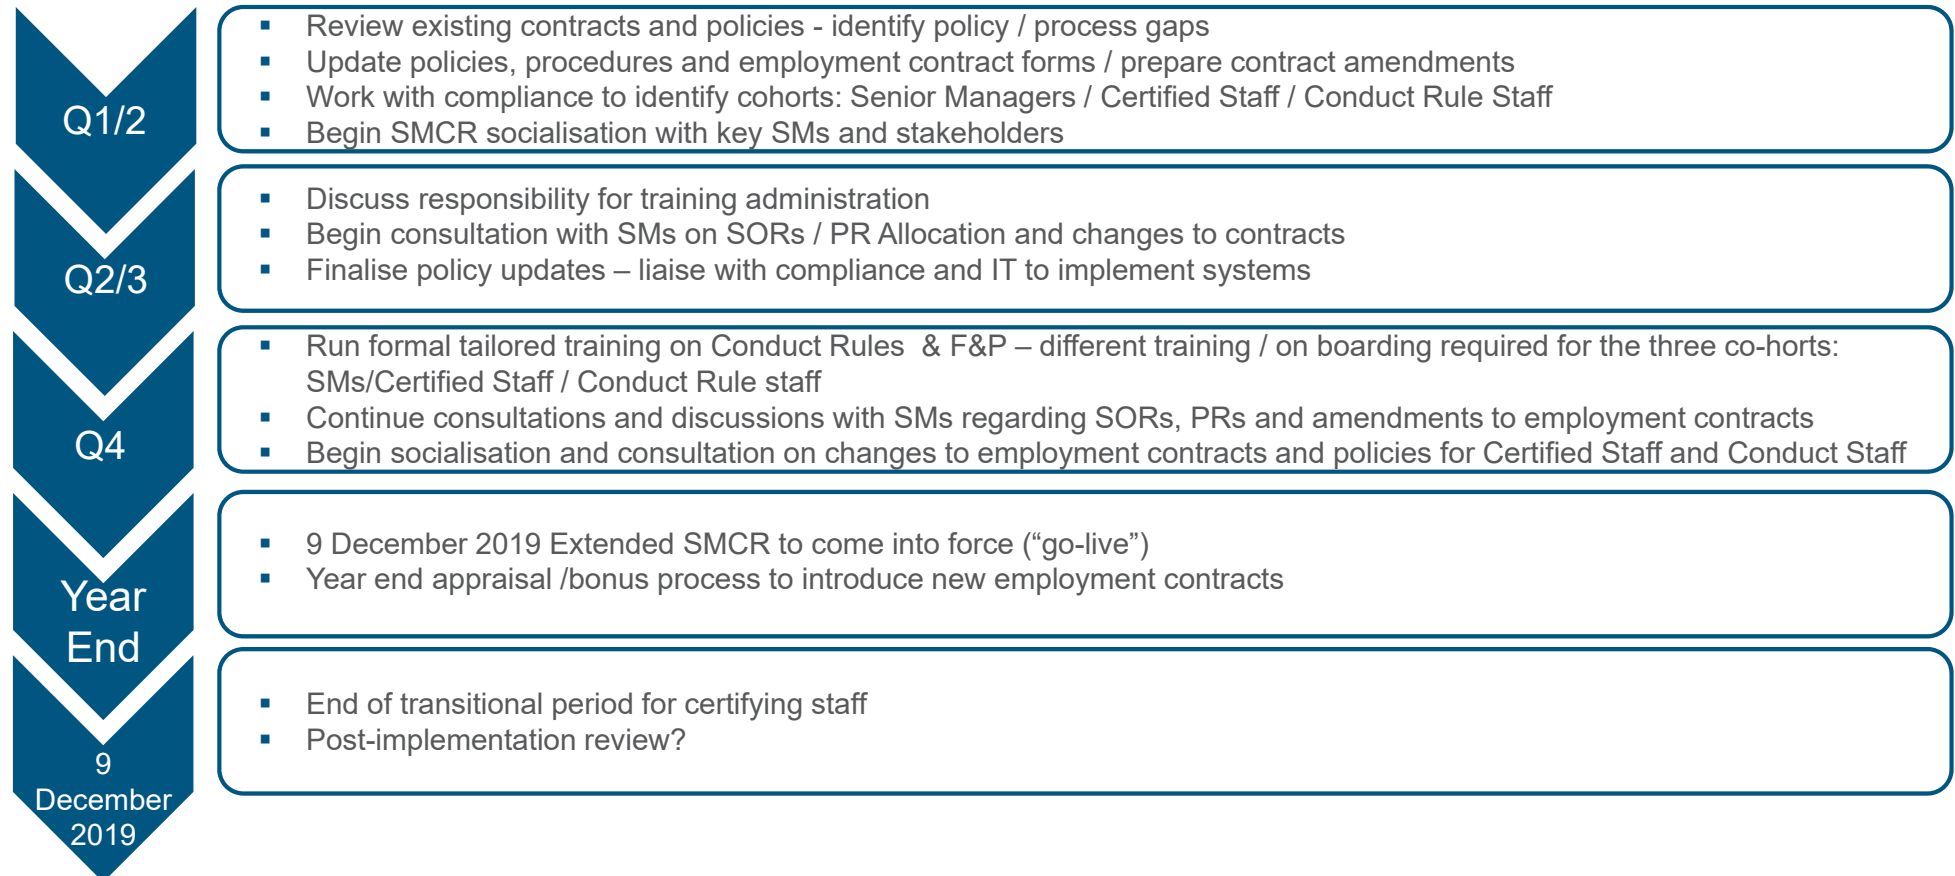 Q1/2
▪ Review existing contracts and policies - identify policy / process gaps
▪ Update policies, procedures and employment contract forms / prepare contract amendments
▪ Work with compliance to identify cohorts: Senior Managers / Certified Staff / Conduct Rule Staff
▪ Begin SMCR socialisation with key SMs and stakeholders
Q2/3
▪ Discuss responsibility for training administration
▪ Begin consultation with SMs on SORs / PR Allocation and changes to contracts
▪ Finalise policy updates – liaise with compliance and IT to implement systems
Q4
▪ Run formal tailored training on Conduct Rules  & F&P – different training / on boarding required for the three co-horts:
SMs/Certified Staff / Conduct Rule staff
▪ Continue consultations and discussions with SMs regarding SORs, PRs and amendments to employment contracts
▪ Begin socialisation and consultation on changes to employment contracts and policies for Certified Staff and Conduct Staff
Year
End
▪ 9 December 2019 Extended SMCR to come into force (“go-live”)
▪ Year end appraisal /bonus process to introduce new employment contracts
9
December
2019
▪ End of transitional period for certifying staff
▪ Post-implementation review?